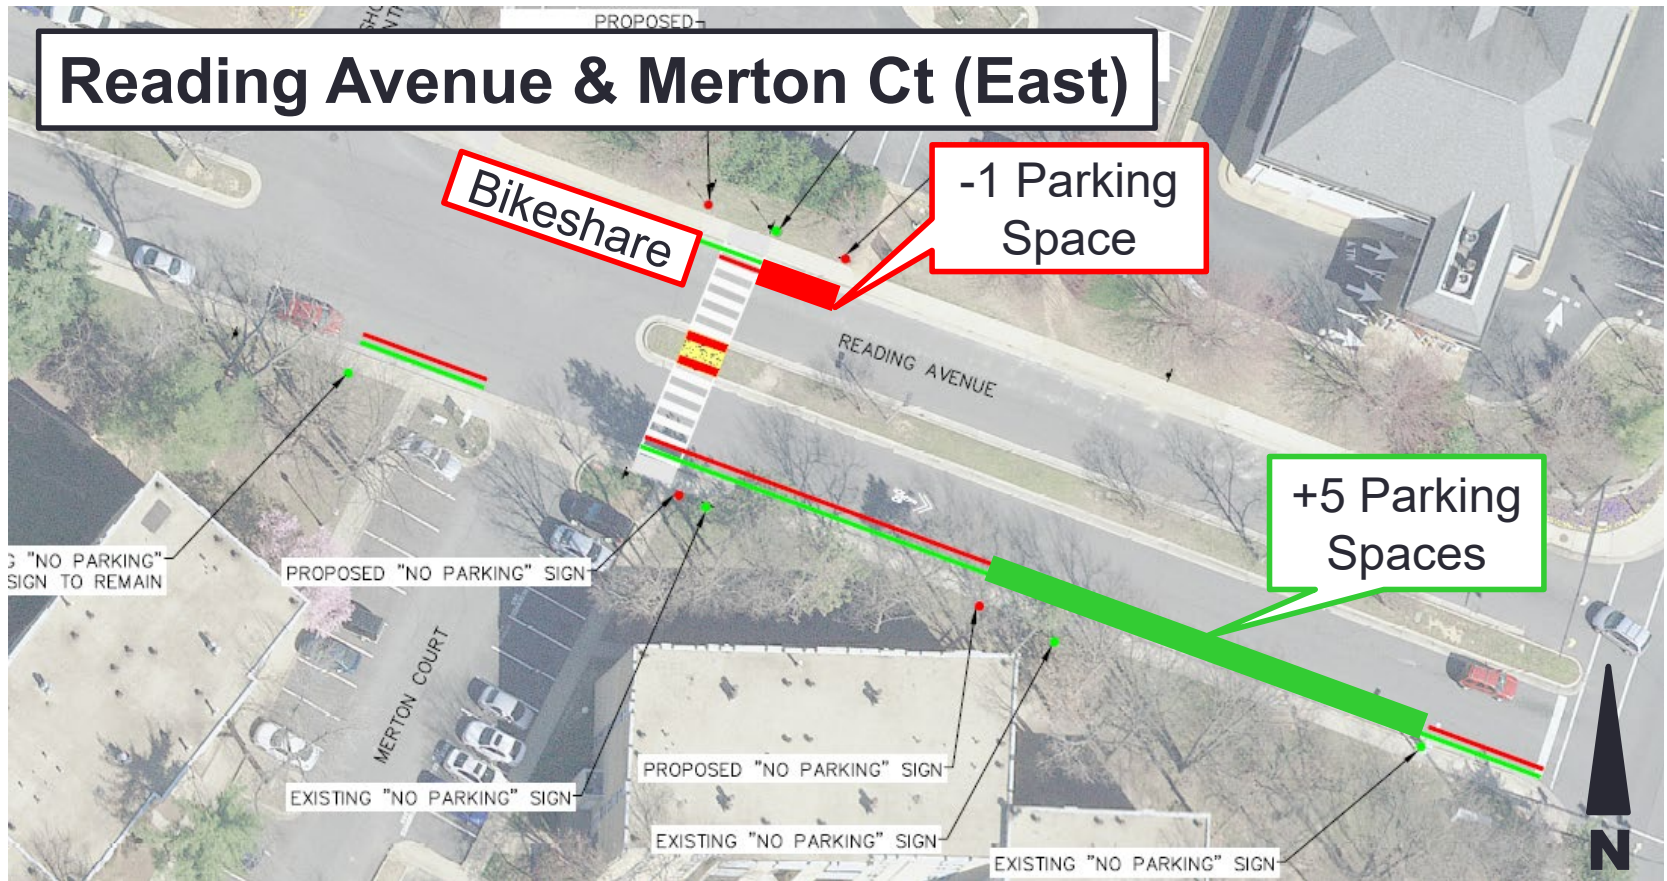 PROPOSED
Reading Avenue & Merton Ct (East)
-1 Parking
Space
Bikeshare
READING AVENUE
+5 Parking
Spaces
"NO PARKING"
SIGN TO REMAIN
PROPOSED "NO PARKING" SIGN
MERTON COURT
PROPOSED "NO PARKING" SIGN
EXISTING "NO PARKING" SIGN
EXISTING "NO PARKING" SIGN
EXISTING "NO PARKING" SIGN
N